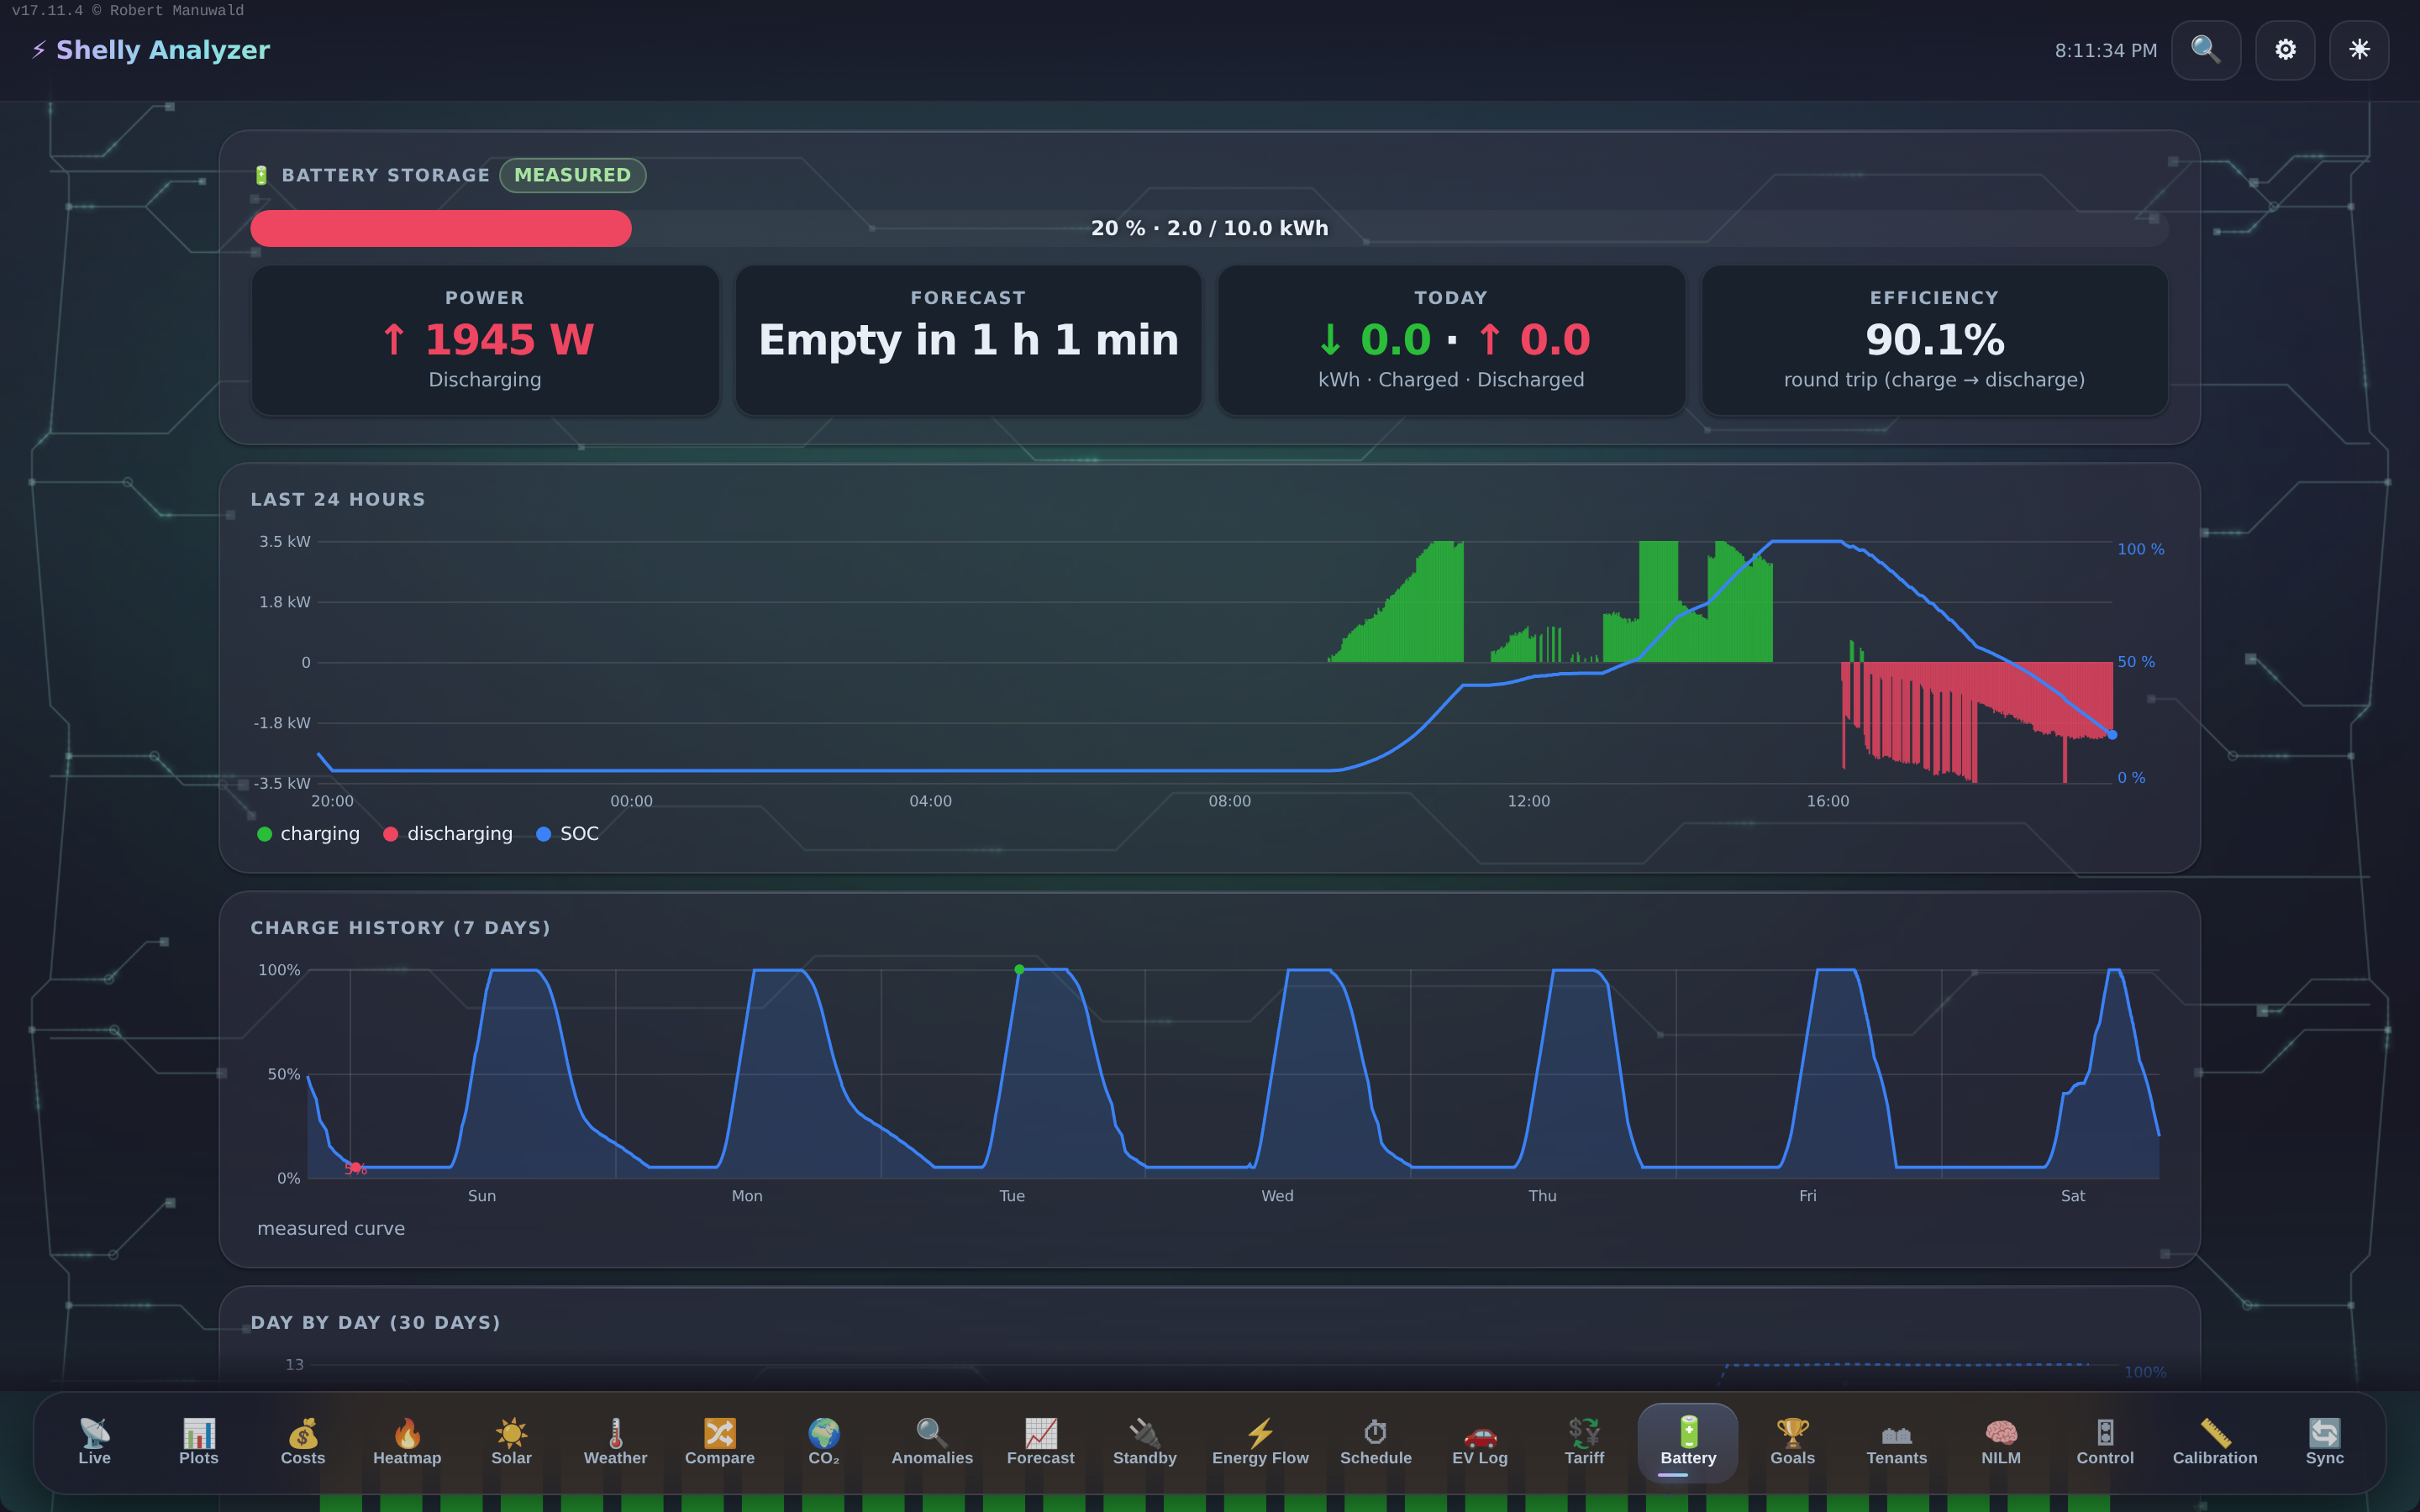 v17.11.4 © Robert Manuwald
⚡ Shelly Analyzer
8:11:34 PM
BATTERY STORAGE MEASURED
20 % · 2.0 / 10.0 kWh
POWER
↑ 1945 W
Discharging
FORECAST
Empty in 1 h 1 min
TODAY
↓ 0.0 · ↑ 0.0
kWh · Charged · Discharged
EFFICIENCY
90.1%
round trip (charge → discharge)
LAST 24 HOURS
3.5 kW
1.8 kW
0
-1.8 kW
-3.5 kW
100 %
50 %
0 %
20:00 00:00 04:00 08:00 12:00 16:00
charging discharging SOC
CHARGE HISTORY (7 DAYS)
100%
50%
0%
5%
Sun Mon Tue Wed Thu Fri Sat
measured curve
DAY BY DAY (30 DAYS)
13
100%
Live Plots Costs Heatmap Solar Weather Compare CO₂ Anomalies Forecast Standby Energy Flow Schedule EV Log Tariff Battery Goals Tenants NILM Control Calibration Sync